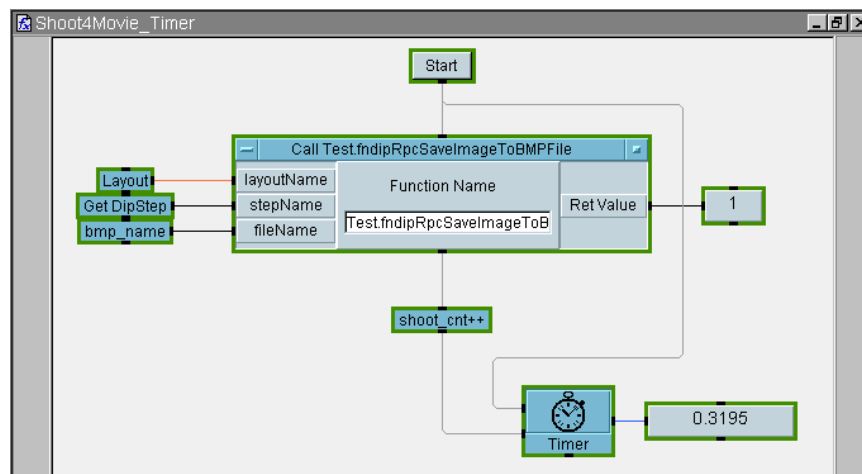 Shoot4Movie_Timer
Start
Call Test.fndipRpcSaveImageToBMPFile
Layout
layoutName
Function Name
Get DipStep
stepName
Ret Value
1
bmp_name
fileName
Test.fndipRpcSaveImageToB
shoot_cnt++
0.3195
Timer